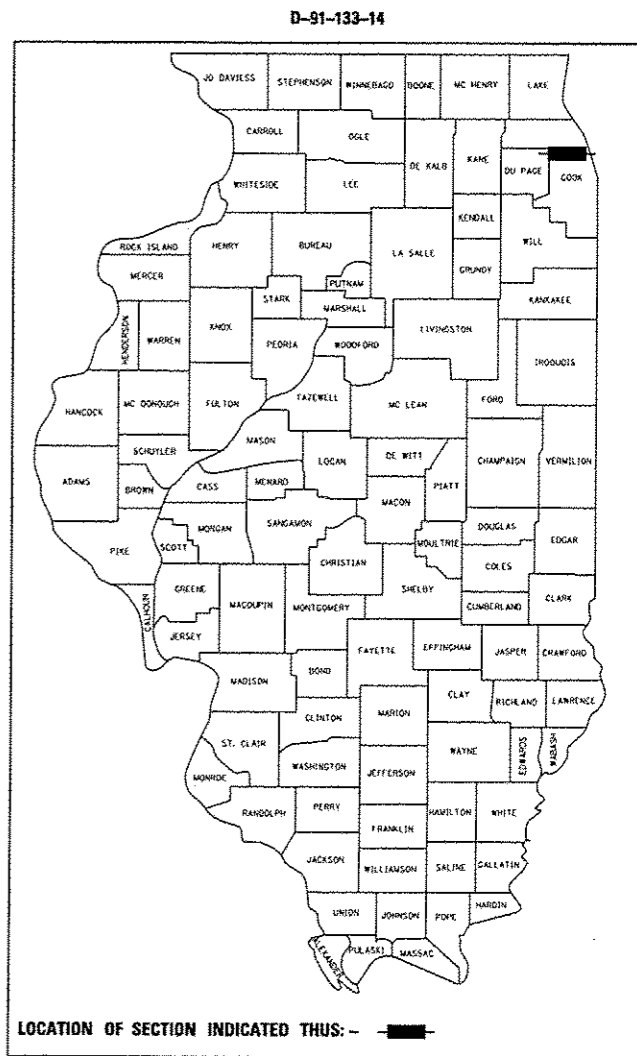 D-91-133-14
JO DAVIESS STEPHENSON WINNEBAGO BOONE MC HENRY LAKE
CARROLL OGLE
DE KALB KANE DU PAGE COOK
WHITESIDE LEE
KENDALL
ROCK ISLAND HENRY BUREAU LA SALLE GRUNDY WILL
MERCER PUTNAM
STARK MARSHALL KANKAKEE
HENDERSON WARREN KNOX PEORIA WOODFORD LIVINGSTON IROQUOIS
HANCOCK MC DONOUGH FULTON TAZEWELL MC LEAN FORD
MASON
SCHUYLER LOGAN DE WITT CHAMPAIGN VERMILION
ADAMS BROWN CASS MENARD PIATT
MACON
MORGAN SANGAMON DOUGLAS
PIKE SCOTT CHRISTIAN MOULTRIE EDGAR
COLES
GREENE SHELBY
CALHOUN MACOUPIN MONTGOMERY CUMBERLAND CLARK
JERSEY
FAYETTE EFFINGHAM JASPER CRAWFORD
MADISON BOND
CLAY RICHLAND LAWRENCE
CLINTON MARION
ST. CLAIR WAYNE EDWARDS WABASH
WASHINGTON JEFFERSON
MONROE
RANDOLPH PERRY HAMILTON WHITE
FRANKLIN
JACKSON WILLIAMSON SALINE GALLATIN
UNION JOHNSON POPE HARDIN
ALEXANDER PULASKI MASSAC
LOCATION OF SECTION INDICATED THUS: -